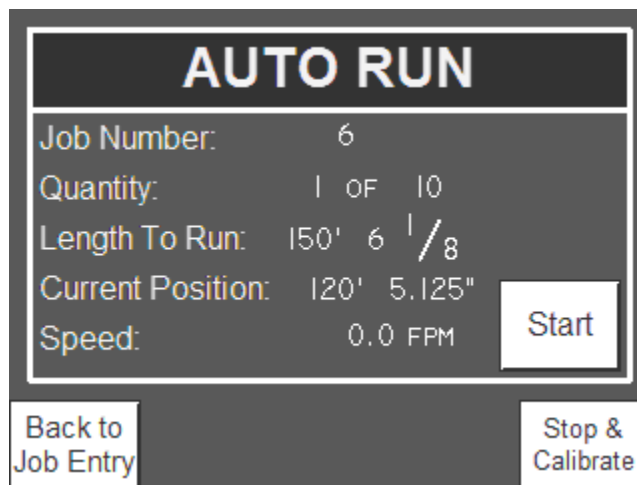 AUTO RUN
Job Number: 6
Quantity: 1 OF 10
Length To Run: 150' 6 1/8
Current Position: 120' 5.125"
Speed: 0.0 FPM
Start
Back to
Job Entry
Stop &
Calibrate